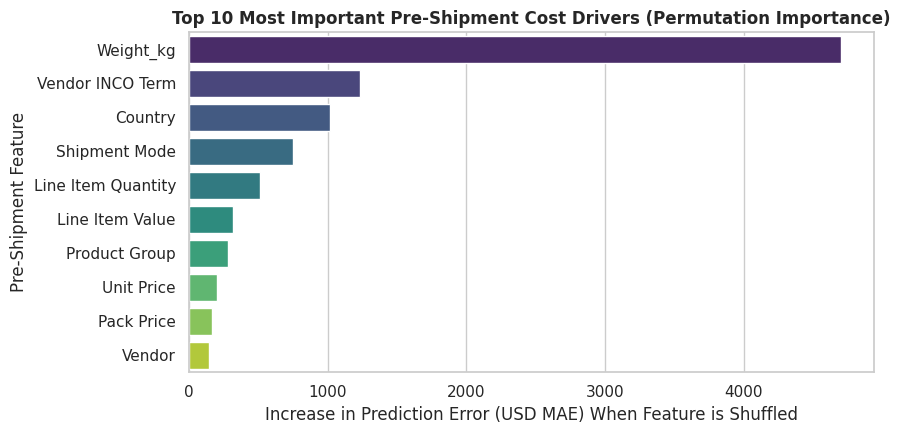 Top 10 Most Important Pre-Shipment Cost Drivers (Permutation Importance)
Pre-Shipment Feature
Weight_kg
Vendor INCO Term
Country
Shipment Mode
Line Item Quantity
Line Item Value
Product Group
Unit Price
Pack Price
Vendor
0 1000 2000 3000 4000
Increase in Prediction Error (USD MAE) When Feature is Shuffled